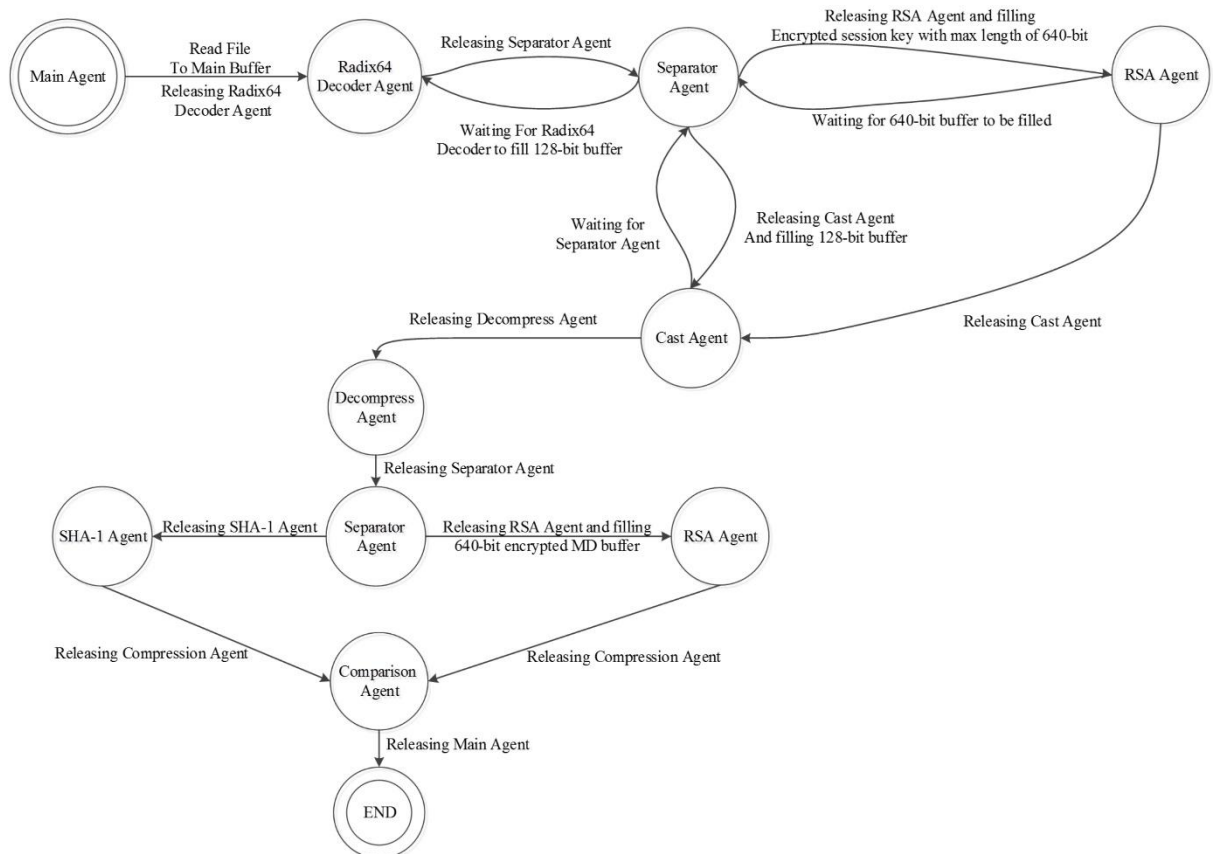 Main Agent
Read File
To Main Buffer
Releasing Radix64
Decoder Agent
Radix64
Decoder Agent
Releasing Separator Agent
Waiting For Radix64
Decoder to fill 128-bit buffer
Separator
Agent
Releasing RSA Agent and filling
Encrypted session key with max length of 640-bit
Waiting for 640-bit buffer to be filled
RSA Agent
Waiting for
Separator Agent
Releasing Cast Agent
And filling 128-bit buffer
Releasing Decompress Agent
Cast Agent
Releasing Cast Agent
Decompress
Agent
Releasing Separator Agent
SHA-1 Agent
Releasing SHA-1 Agent
Separator
Agent
Releasing RSA Agent and filling
640-bit encrypted MD buffer
RSA Agent
Releasing Compression Agent
Comparison
Agent
Releasing Compression Agent
Releasing Main Agent
END